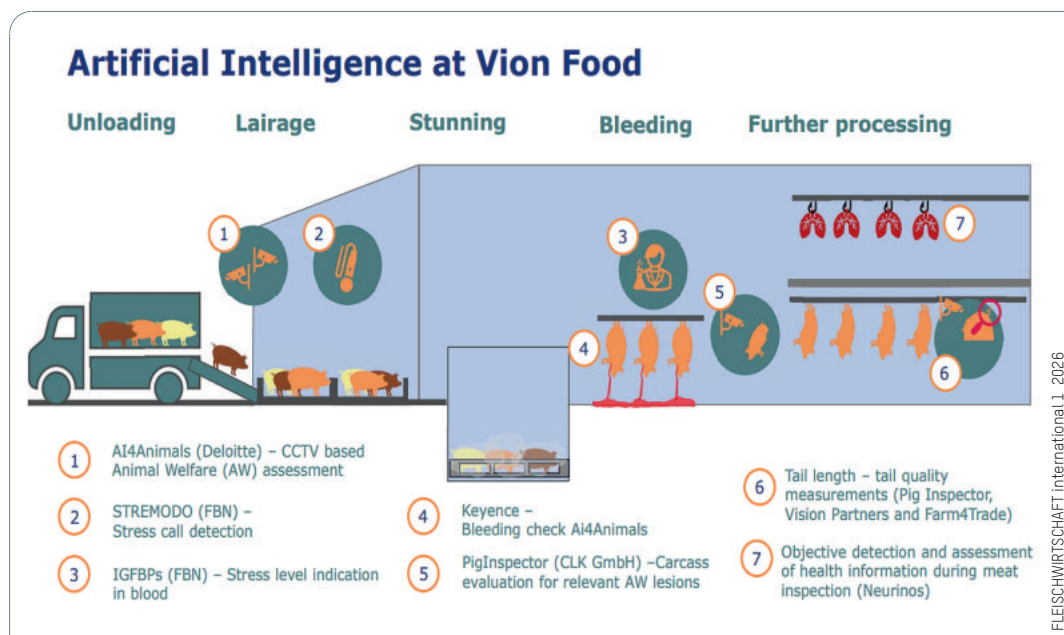 Artificial Intelligence at Vion Food
Unloading
Lairage
Stunning
Bleeding
Further processing
1
2
3
4
5
6
7
1
AI4Animals (Deloitte) – CCTV based
Animal Welfare (AW) assessment
2
STREMODO (FBN) –
Stress call detection
3
IGFBPs (FBN) – Stress level indication
in blood
4
Keyence –
Bleeding check Ai4Animals
5
PigInspector (CLK GmbH) –Carcass
evaluation for relevant AW lesions
6
Tail length – tail quality
measurements (Pig Inspector,
Vision Partners and Farm4Trade)
7
Objective detection and assessment
of health information during meat
inspection (Neurinos)
FLEISCHWIRTSCHAFT international 1_2026